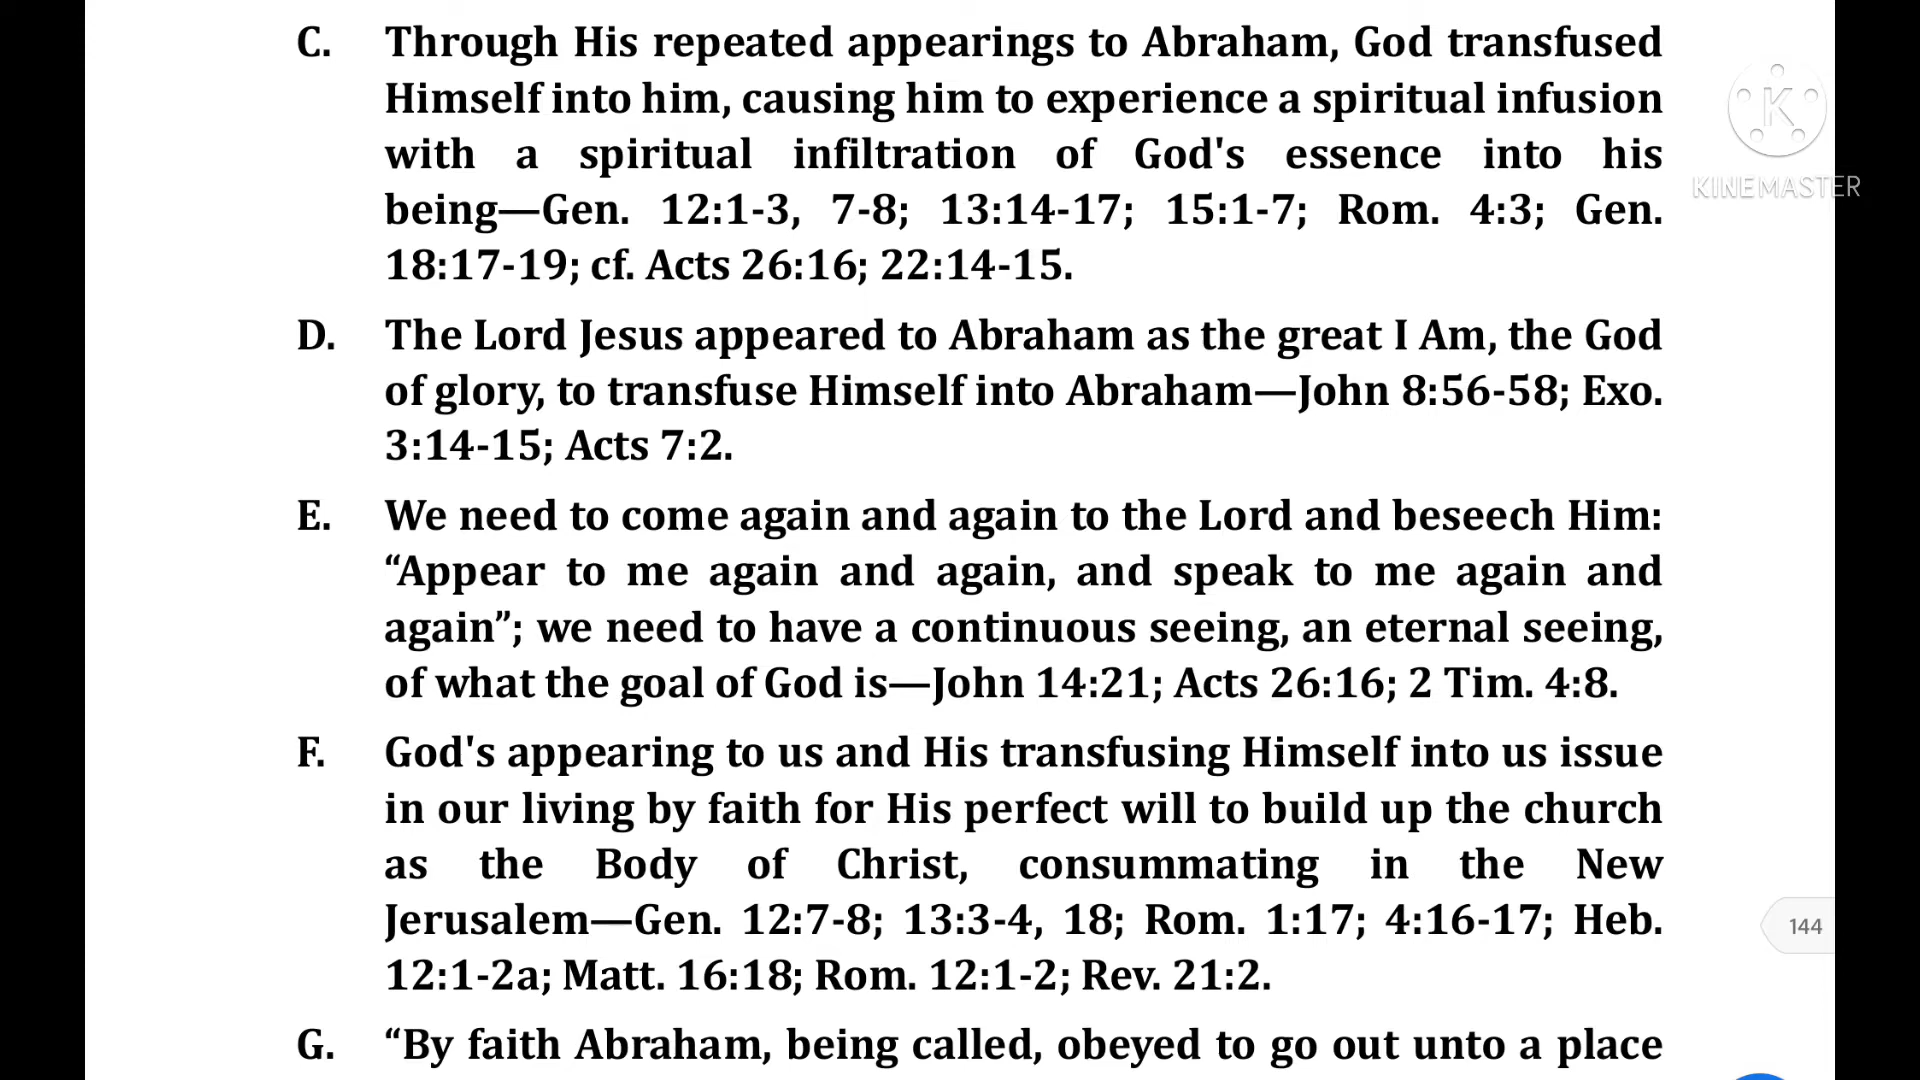 C. Through His repeated appearings to Abraham, God transfused
Himself into him, causing him to experience a spiritual infusion
with a spiritual infiltration of God's essence into his
being—Gen. 12:1-3, 7-8; 13:14-17; 15:1-7; Rom. 4:3; Gen.
18:17-19; cf. Acts 26:16; 22:14-15.
D. The Lord Jesus appeared to Abraham as the great I Am, the God
of glory, to transfuse Himself into Abraham—John 8:56-58; Exo.
3:14-15; Acts 7:2.
E. We need to come again and again to the Lord and beseech Him:
“Appear to me again and again, and speak to me again and
again”; we need to have a continuous seeing, an eternal seeing,
of what the goal of God is—John 14:21; Acts 26:16; 2 Tim. 4:8.
F. God's appearing to us and His transfusing Himself into us issue
in our living by faith for His perfect will to build up the church
as the Body of Christ, consummating in the New
Jerusalem—Gen. 12:7-8; 13:3-4, 18; Rom. 1:17; 4:16-17; Heb.
12:1-2a; Matt. 16:18; Rom. 12:1-2; Rev. 21:2.
G. “By faith Abraham, being called, obeyed to go out unto a place
K
KINEMASTER
144